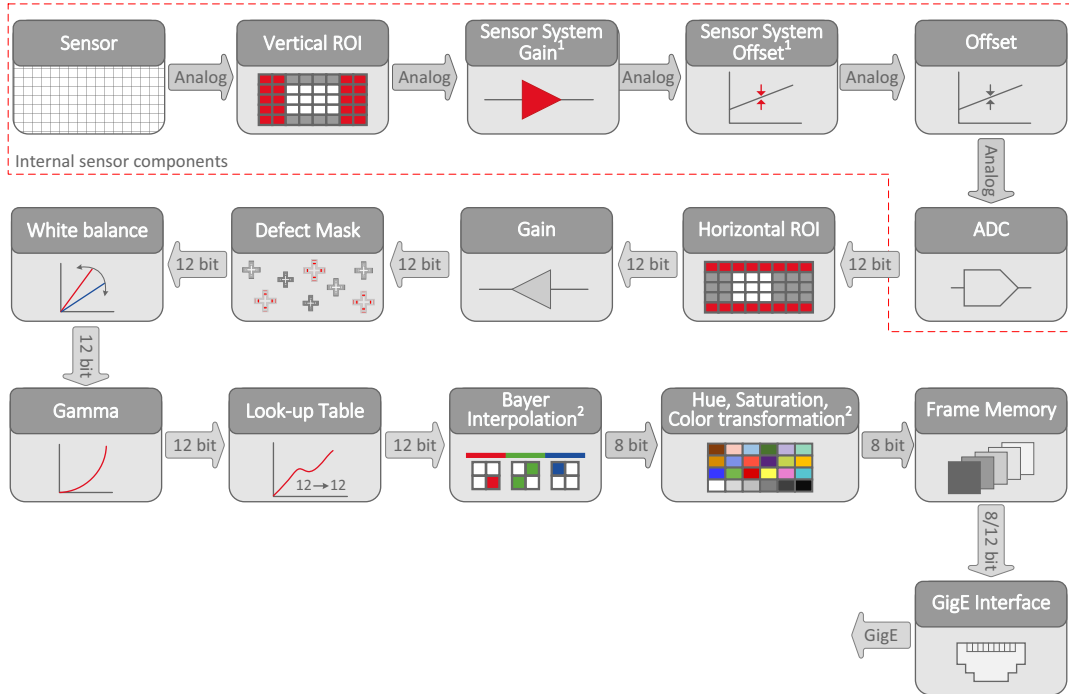 Sensor
Analog
Vertical ROI
Analog
Sensor System
Gain¹
Analog
Sensor System
Offset¹
Analog
Offset
Internal sensor components
Analog
White balance
12 bit
Defect Mask
12 bit
Gain
12 bit
Horizontal ROI
12 bit
ADC
12 bit
Gamma
12 bit
Look-up Table
12→12
12 bit
Bayer
Interpolation²
8 bit
Hue, Saturation,
Color transformation²
8 bit
Frame Memory
8/12 bit
GigE
GigE Interface